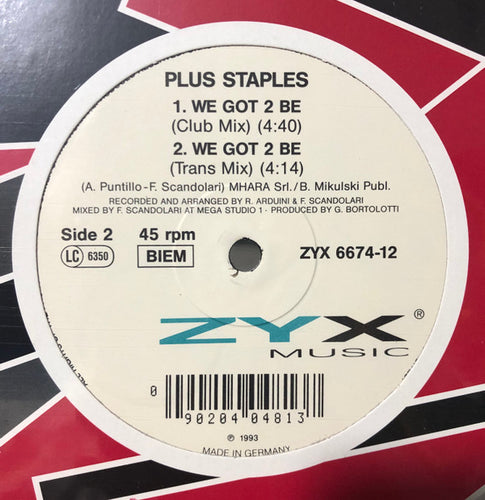 PLUS STAPLES
1. WE GOT 2 BE
(Club Mix) (4:40)
2. WE GOT 2 BE
(Trans Mix) (4:14)
(A. Puntillo-F. Scandolari) MHARA Srl./B. Mikulski Publ.
RECORDED AND ARRANGED BY R. ARDUINI & F. SCANDOLARI
MIXED BY F. SCANDOLARI AT MEGA STUDIO 1 - PRODUCED BY G. BORTOLOTTI
Side 2 45 rpm
LC 6350 BIEM ZYX 6674-12
ZYX ®
MUSIC
0 90204 04813
℗ 1993
MADE IN GERMANY